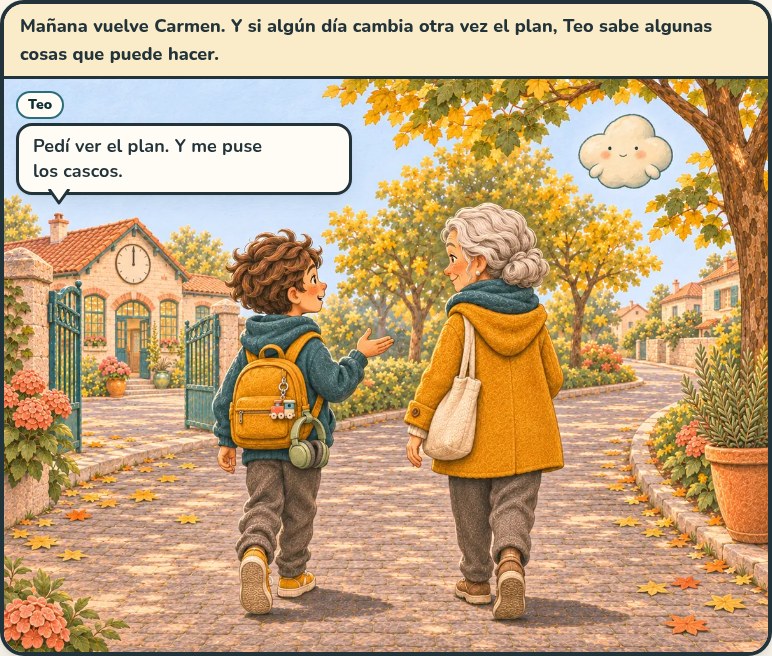 Mañana vuelve Carmen. Y si algún día cambia otra vez el plan, Teo sabe algunas
cosas que puede hacer.
Teo
Pedí ver el plan. Y me puse
los cascos.